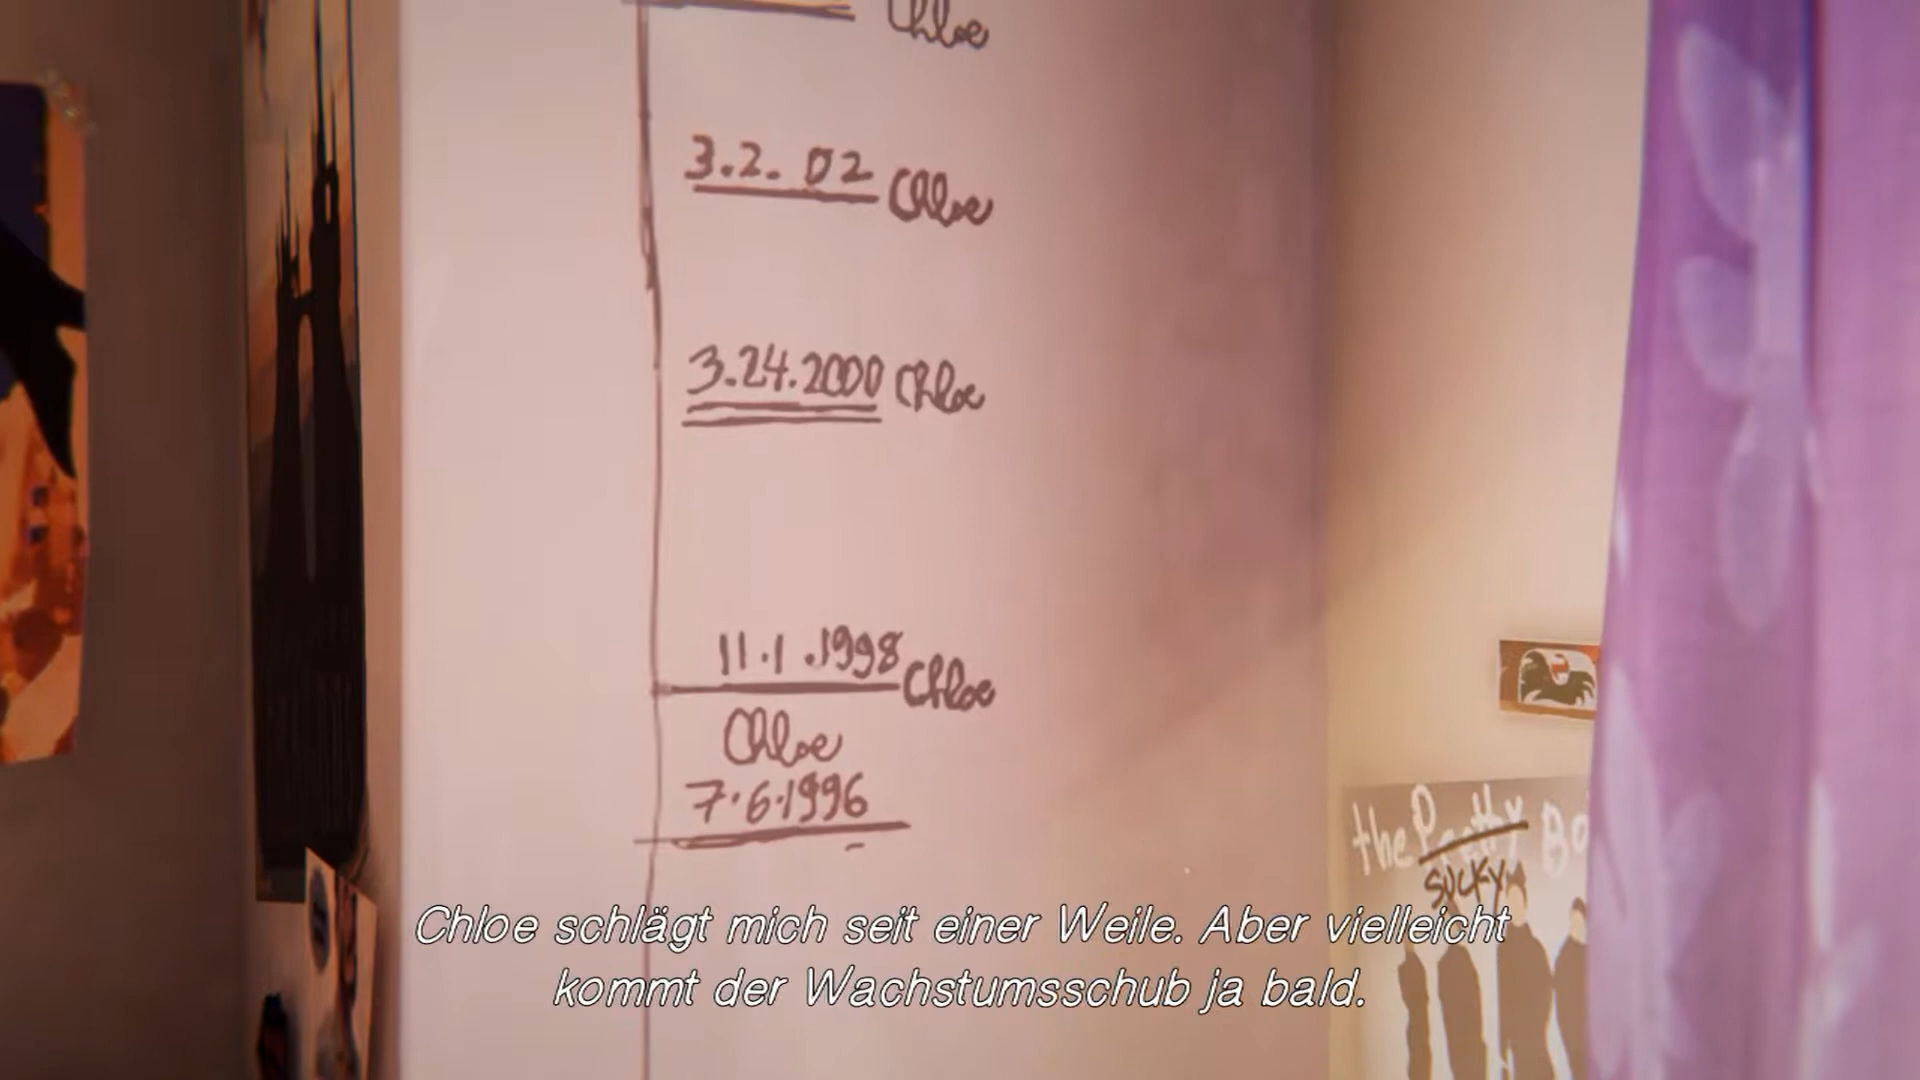 Chloe
3.2. 02 Chloe
3.24.2000 Chloe
11.1.1998 Chloe
Chloe
7.6.1996
the Pretty Bo
SUCKY
Chloe schlägt mich seit einer Weile. Aber vielleicht
kommt der Wachstumsschub ja bald.